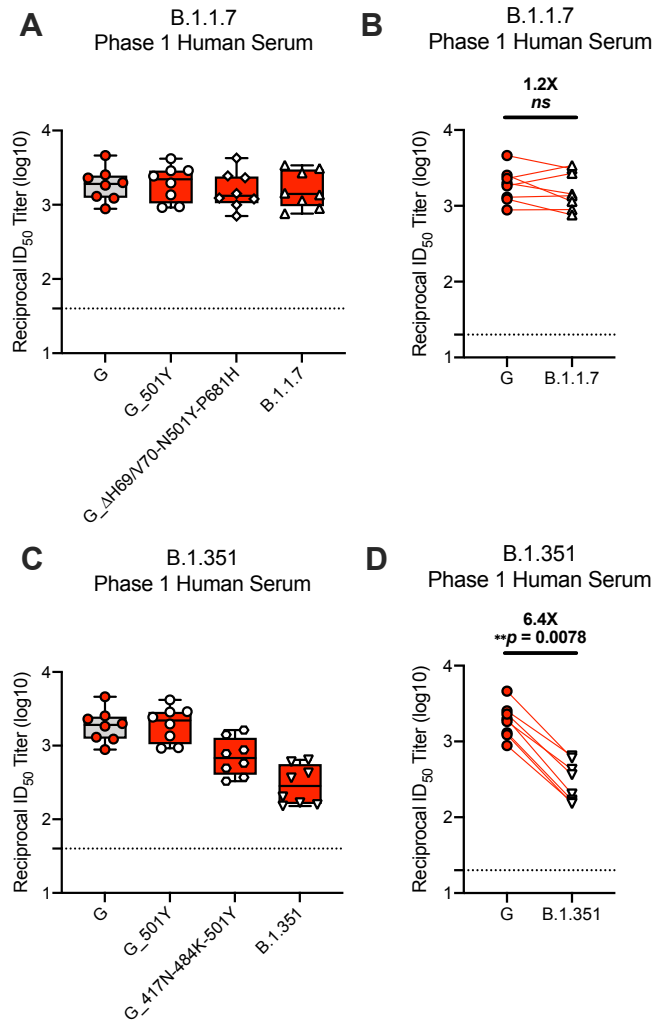 A
B.1.1.7
Phase 1 Human Serum
Reciprocal ID50 Titer (log10)
4
3
2
1
G
G_501Y
G_ΔH69/V70-N501Y-P681H
B.1.1.7
B
B.1.1.7
Phase 1 Human Serum
1.2X
ns
Reciprocal ID50 Titer (log10)
4
3
2
1
G
B.1.1.7
C
B.1.351
Phase 1 Human Serum
Reciprocal ID50 Titer (log10)
4
3
2
1
G
G_501Y
G_417N-484K-501Y
B.1.351
D
B.1.351
Phase 1 Human Serum
6.4X
**p = 0.0078
Reciprocal ID50 Titer (log10)
4
3
2
1
G
B.1.351